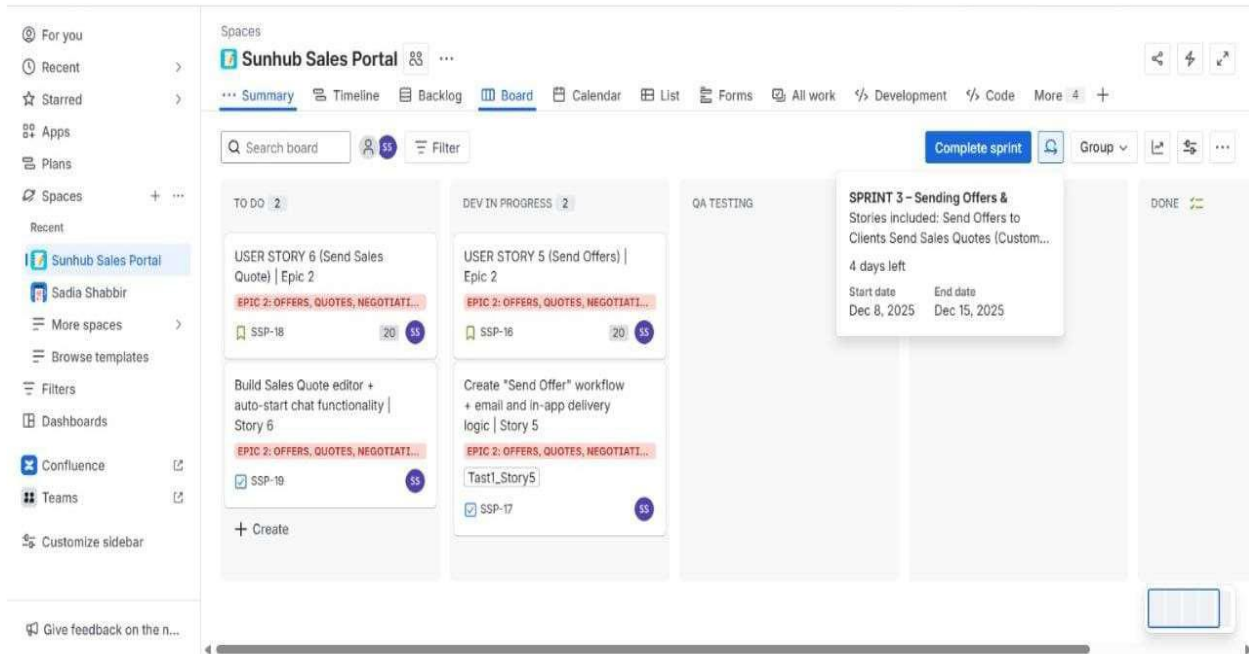 For you
Recent
Starred
Apps
Plans
Spaces
Recent
Sunhub Sales Portal
Sadia Shabbir
More spaces
Browse templates
Filters
Dashboards
Confluence
Teams
Customize sidebar
Give feedback on the n...
Spaces
Sunhub Sales Portal
Summary Timeline Backlog Board Calendar List Forms All work Development Code More 4
Search board SS Filter Complete sprint Group
TO DO 2
USER STORY 6 (Send Sales
Quote) | Epic 2
EPIC 2: OFFERS, QUOTES, NEGOTIATI...
SSP-18 20 SS
Build Sales Quote editor +
auto-start chat functionality |
Story 6
EPIC 2: OFFERS, QUOTES, NEGOTIATI...
SSP-19 SS
+ Create
DEV IN PROGRESS 2
USER STORY 5 (Send Offers) |
Epic 2
EPIC 2: OFFERS, QUOTES, NEGOTIATI...
SSP-16 20 SS
Create "Send Offer" workflow
+ email and in-app delivery
logic | Story 5
EPIC 2: OFFERS, QUOTES, NEGOTIATI...
Tast1_Story5
SSP-17 SS
QA TESTING
SPRINT 3 – Sending Offers &
Stories included: Send Offers to
Clients Send Sales Quotes (Custom...
4 days left
Start date End date
Dec 8, 2025 Dec 15, 2025
DONE